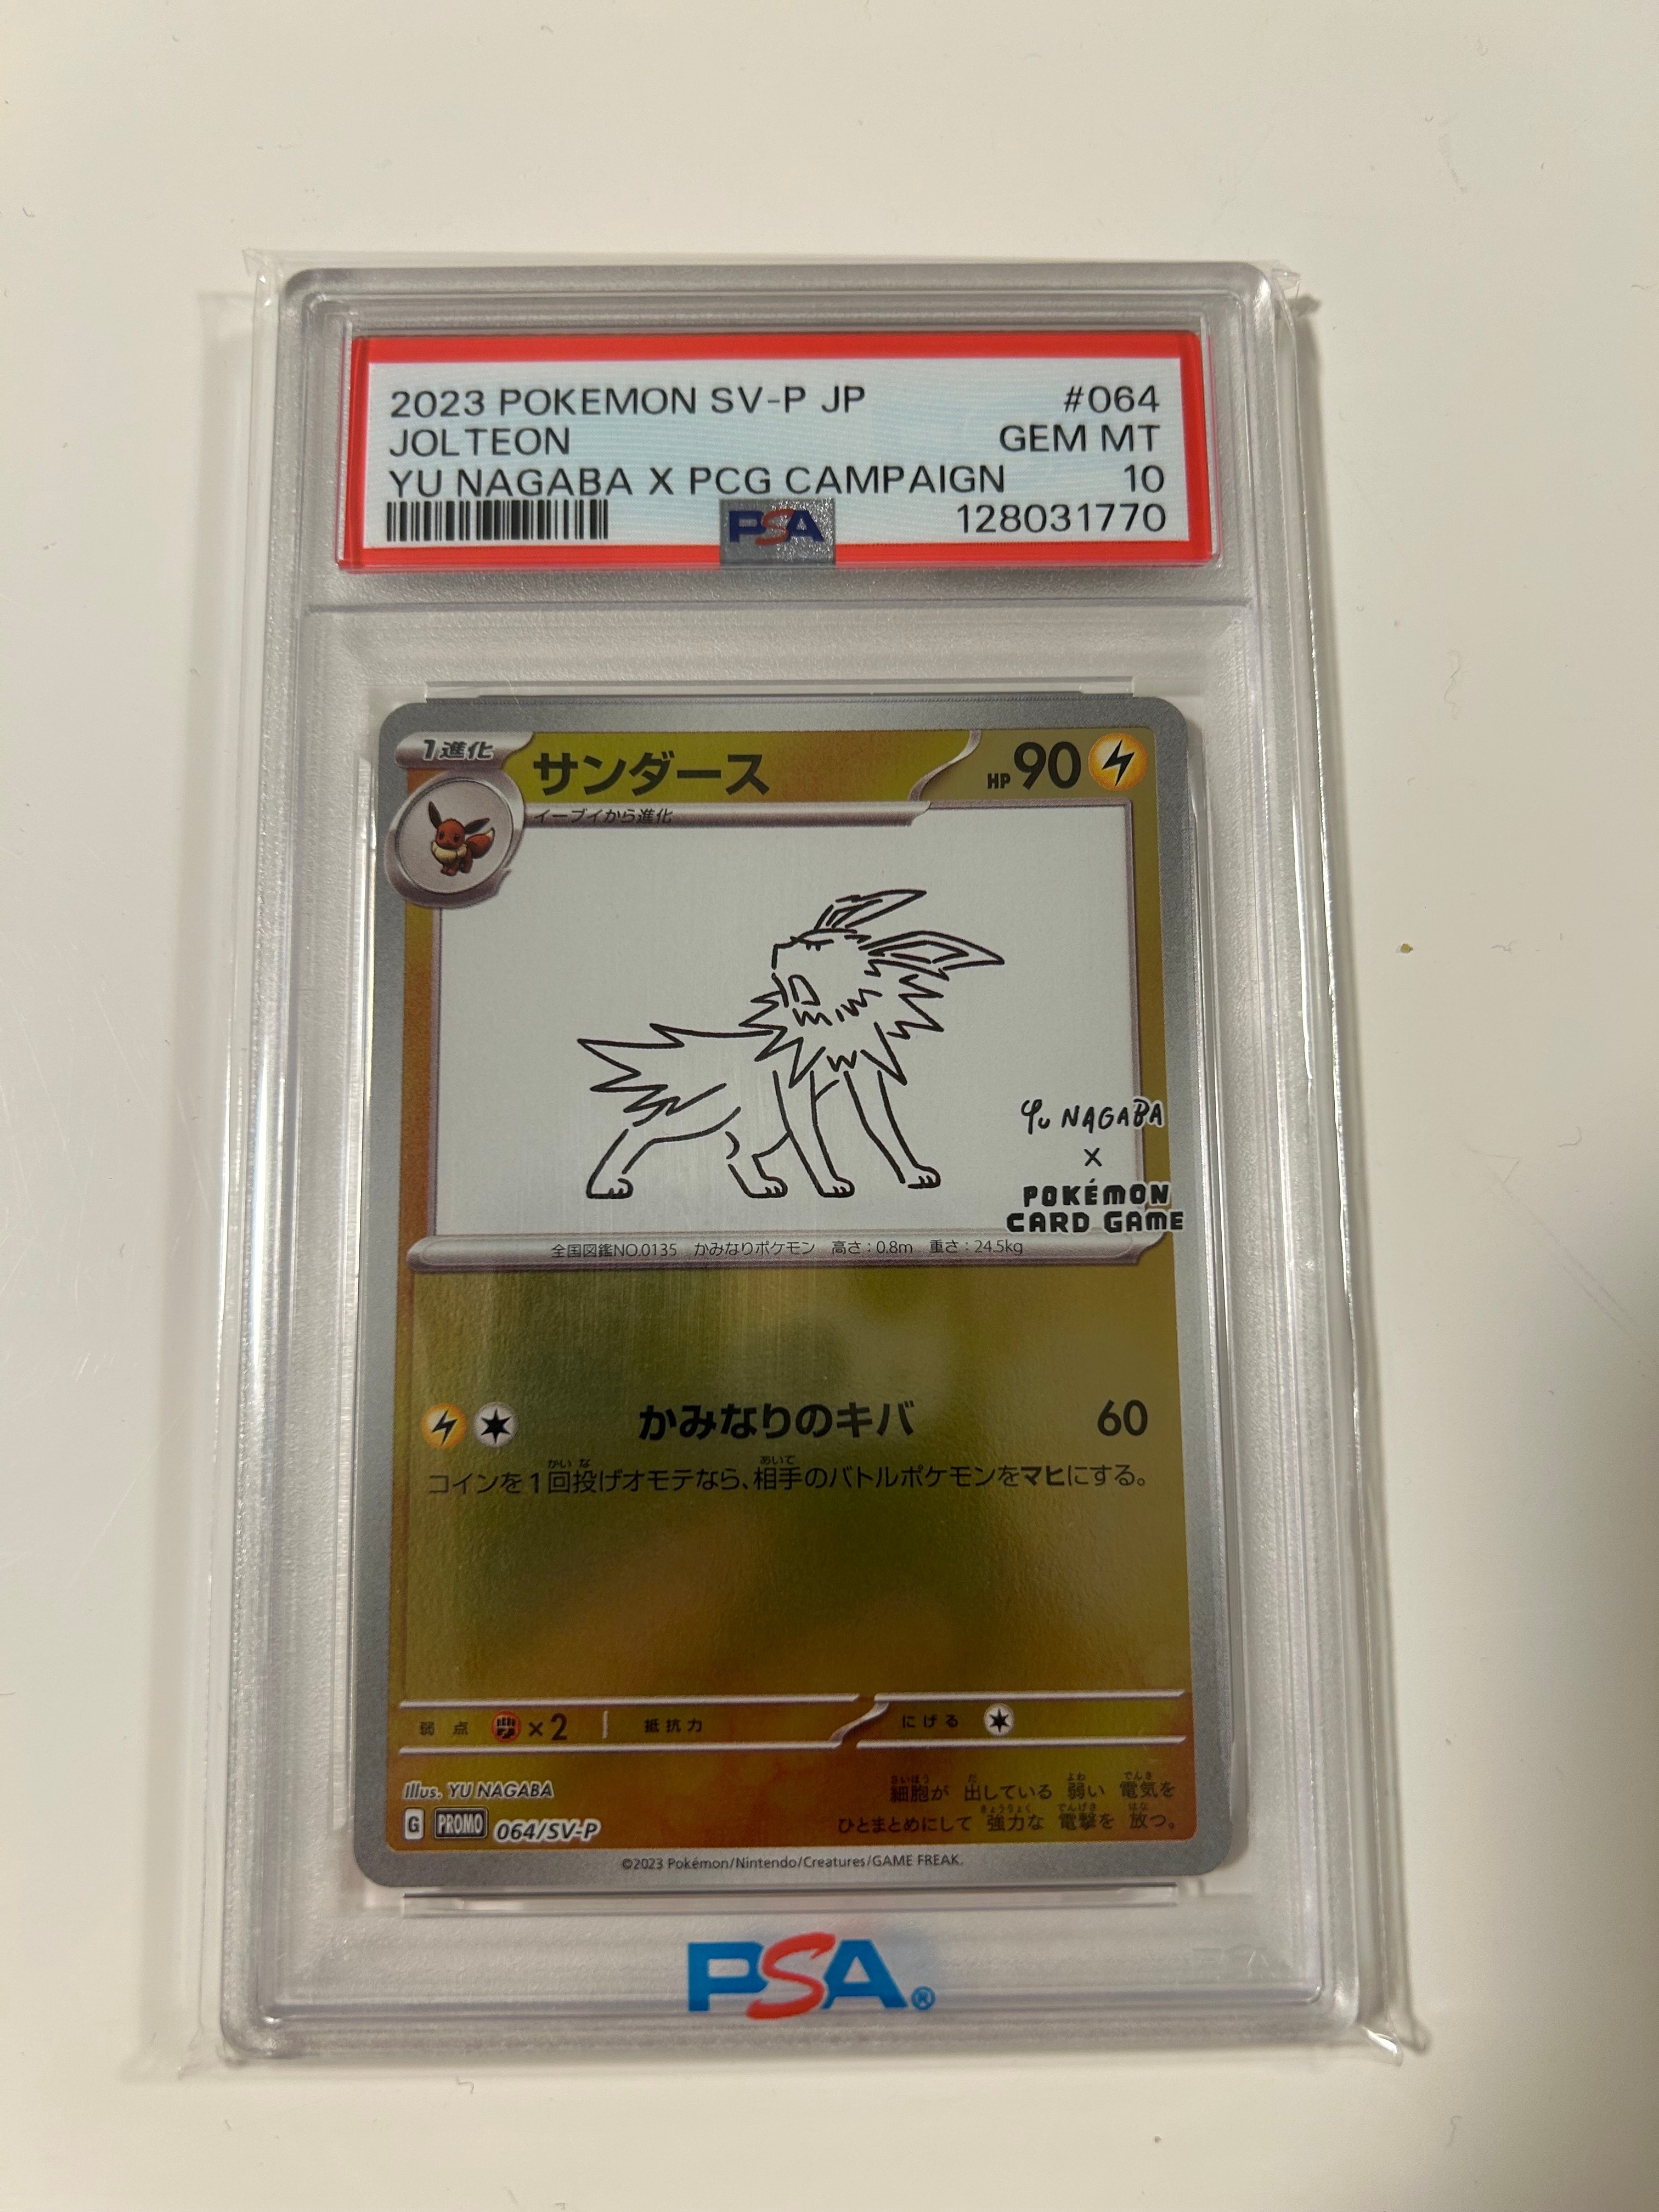 2023 POKEMON SV-P JP #064
JOLTEON GEM MT
YU NAGABA X PCG CAMPAIGN 10
PSA 128031770
1進化 サンダース HP 90
イーブイから進化
YU NAGABA
×
POKÉMON
CARD GAME
全国図鑑NO.0135 かみなりポケモン 高さ:0.8m 重さ:24.5kg
かみなりのキバ 60
コインを1回投げオモテなら、相手のバトルポケモンをマヒにする。
弱点 ×2 抵抗力 にげる
Illus. YU NAGABA
細胞が 出している 弱い 電気を
ひとまとめにして 強力な 電撃を 放つ。
G PROMO 064/SV-P
©2023 Pokémon/Nintendo/Creatures/GAME FREAK.
PSA®